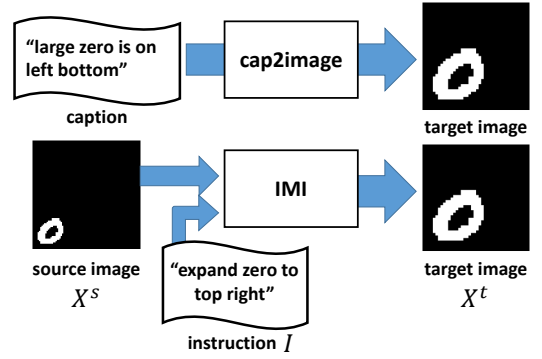 “large zero is on
left bottom”
caption
cap2image
target image
IMI
source image
X^s
“expand zero to
top right”
instruction I
target image
X^t